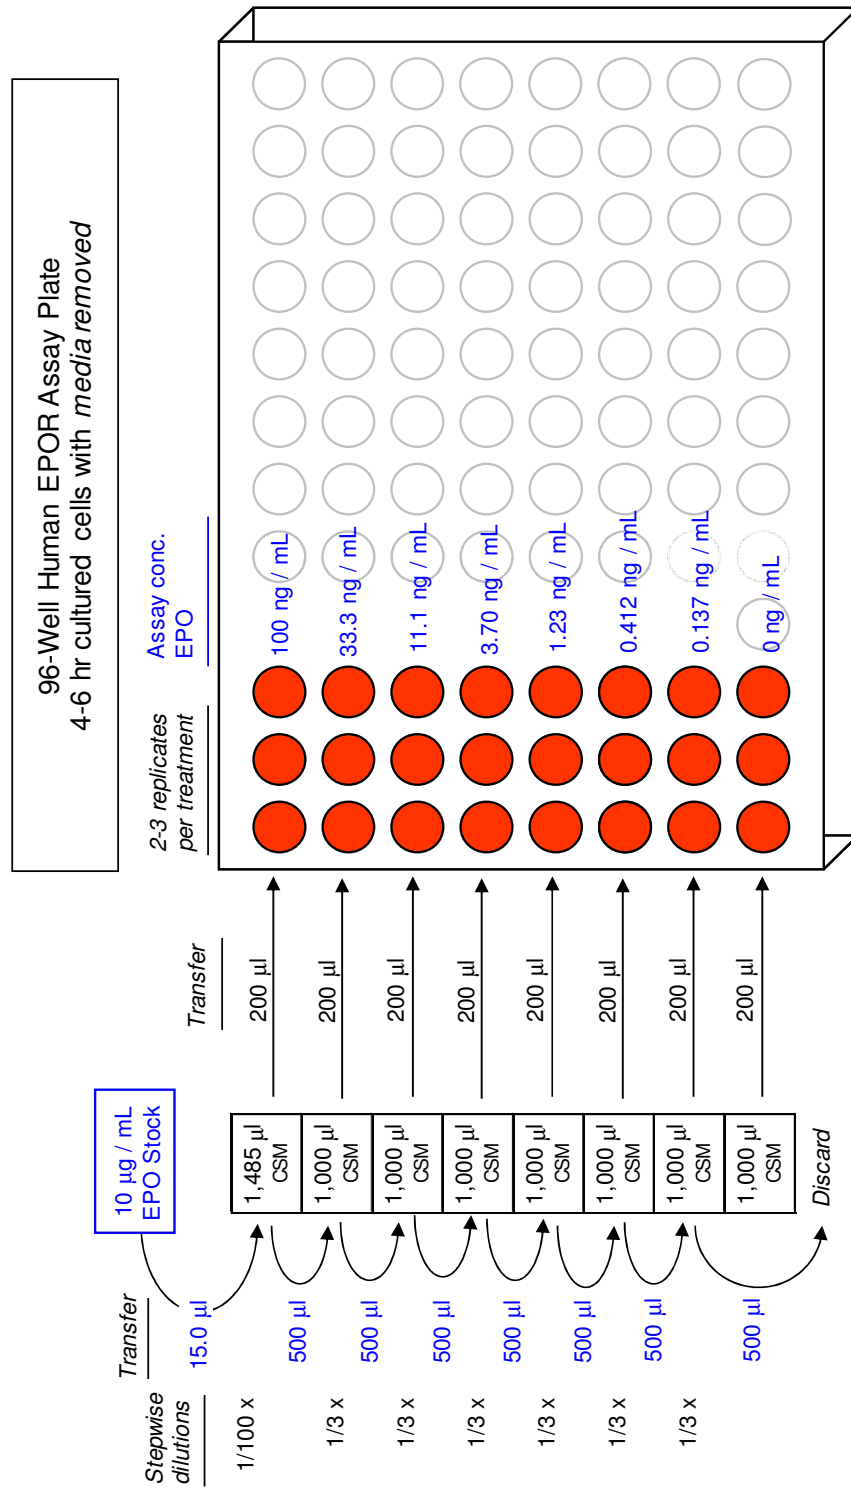 96-Well Human EPOR Assay Plate
4-6 hr cultured cells with media removed
Stepwise
dilutions
1/100 x
1/3 x
1/3 x
1/3 x
1/3 x
1/3 x
1/3 x
Transfer
15.0 µl
500 µl
500 µl
500 µl
500 µl
500 µl
500 µl
500 µl
10 µg / mL
EPO Stock
1,485 µl
CSM
1,000 µl
CSM
1,000 µl
CSM
1,000 µl
CSM
1,000 µl
CSM
1,000 µl
CSM
1,000 µl
CSM
1,000 µl
CSM
Discard
Transfer
200 µl
200 µl
200 µl
200 µl
200 µl
200 µl
200 µl
200 µl
2-3 replicates
per treatment
Assay conc.
EPO
100 ng / mL
33.3 ng / mL
11.1 ng / mL
3.70 ng / mL
1.23 ng / mL
0.412 ng / mL
0.137 ng / mL
0 ng / mL